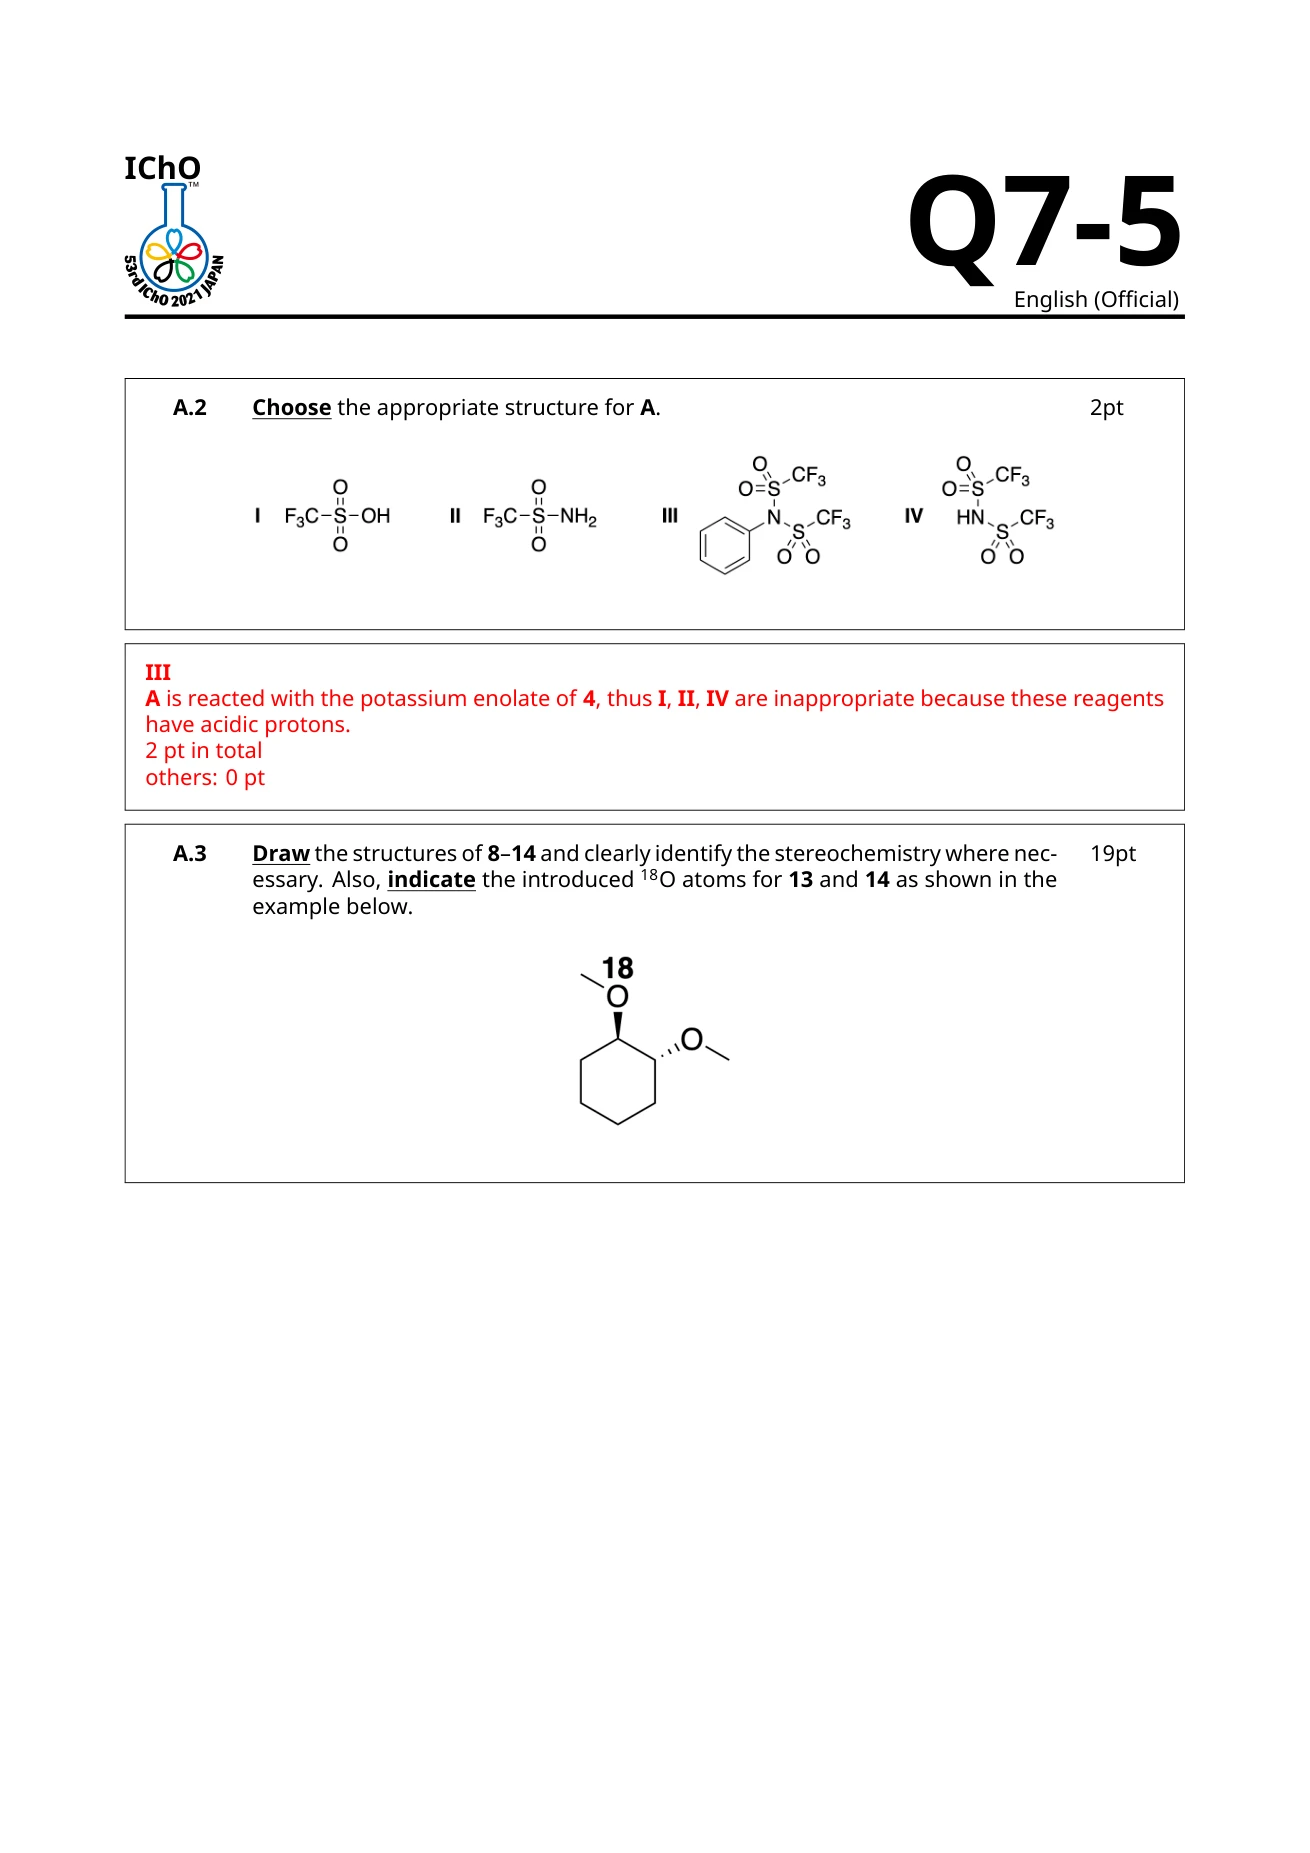 IChO
TM
53rd IChO 2021 JAPAN
Q7-5
English (Official)
A.2 Choose the appropriate structure for A. 2pt
I F3C-S-OH O O
II F3C-S-NH2 O O
III O O=S CF3 N S CF3 O O
IV O O=S CF3 HN S CF3 O O
III
A is reacted with the potassium enolate of 4, thus I, II, IV are inappropriate because these reagents
have acidic protons.
2 pt in total
others: 0 pt
A.3 Draw the structures of 8–14 and clearly identify the stereochemistry where nec- 19pt
essary. Also, indicate the introduced 18O atoms for 13 and 14 as shown in the
example below.
18
O
O